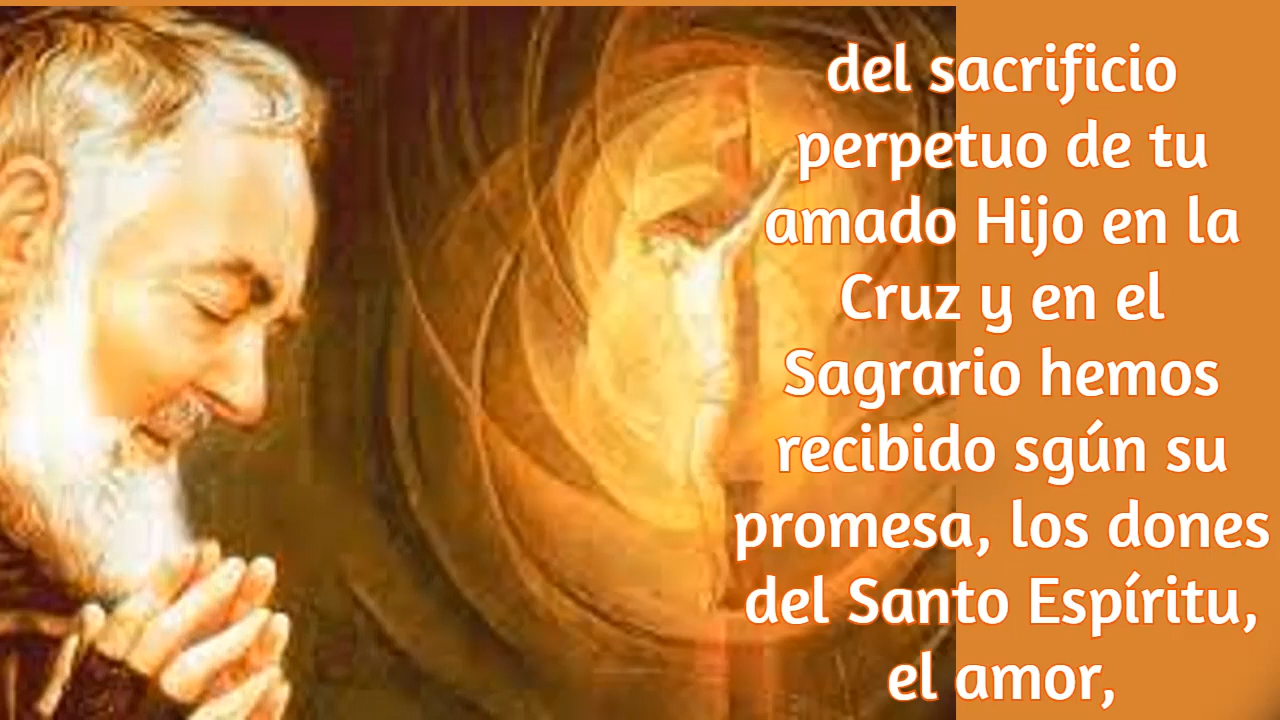 del sacrificio
perpetuo de tu
amado Hijo en la
Cruz y en el
Sagrario hemos
recibido sgún su
promesa, los dones
del Santo Espíritu,
el amor,